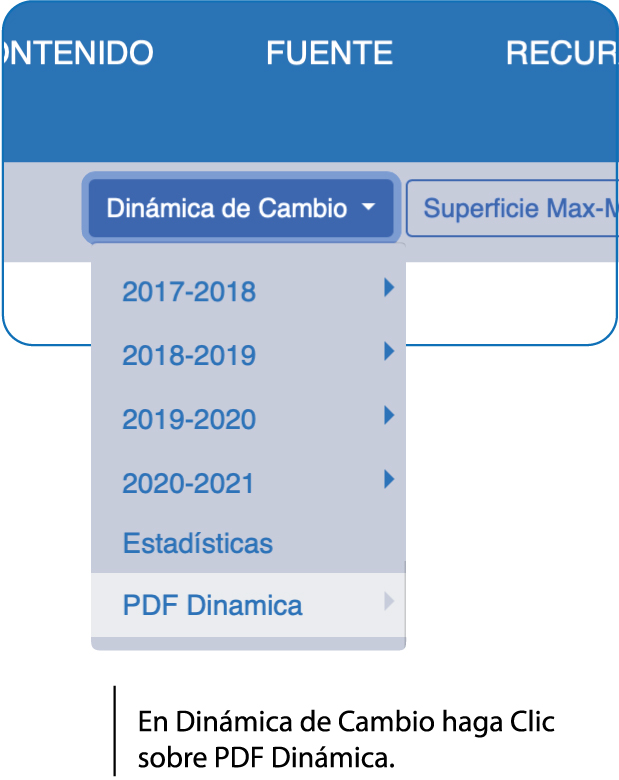 ONTENIDO FUENTE RECUR
Dinámica de Cambio Superficie Max-M
2017-2018
2018-2019
2019-2020
2020-2021
Estadísticas
PDF Dinamica
En Dinámica de Cambio haga Clic
sobre PDF Dinámica.